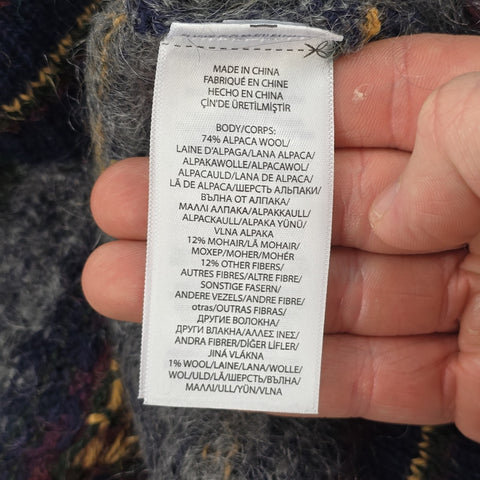 MADE IN CHINA
FABRIQUÉ EN CHINE
HECHO EN CHINA
ÇİN'DE ÜRETİLMİŞTİR
BODY/CORPS:
74% ALPACA WOOL/
LAINE D'ALPAGA/LANA ALPACA/
ALPAKAWOLLE/ALPACAWOL/
ALPACAULD/LANA DE ALPACA/
LÃ DE ALPACA/ШЕРСТЬ АЛЬПАКИ/
ВЪЛНА ОТ АЛПАКА/
ΜΑΛΛΙ ΑΛΠΑΚΑ/ALPAKKAULL/
ALPACKAULL/ALPAKA YÜNÜ/
VLNA ALPAKA
12% MOHAIR/LÃ MOHAIR/
МОХЕР/MOHER/ΜΟΗΕΡ
12% OTHER FIBERS/
AUTRES FIBRES/ALTRE FIBRE/
SONSTIGE FASERN/
ANDERE VEZELS/ANDRE FIBRE/
otras/OUTRAS FIBRAS/
ДРУГИЕ ВОЛОКНА/
ДРУГИ ВЛАКНА/ΑΛΛΕΣ ΙΝΕΣ/
ANDRA FIBRER/DİĞER LİFLER/
JINÁ VLÁKNA
1% WOOL/LAINE/LANA/WOLLE/
WOL/ULD/LÃ/ШЕРСТЬ/ВЪЛНА/
ΜΑΛΛΙ/ULL/YÜN/VLNA